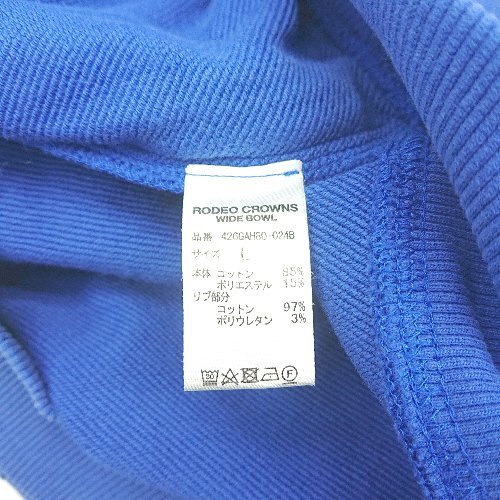 RODEO CROWNS
WIDE BOWL
品番 426GAH80-024B
サイズ L
本体 コットン 85%
ポリエステル 15%
リブ部分
コットン 97%
ポリウレタン 3%